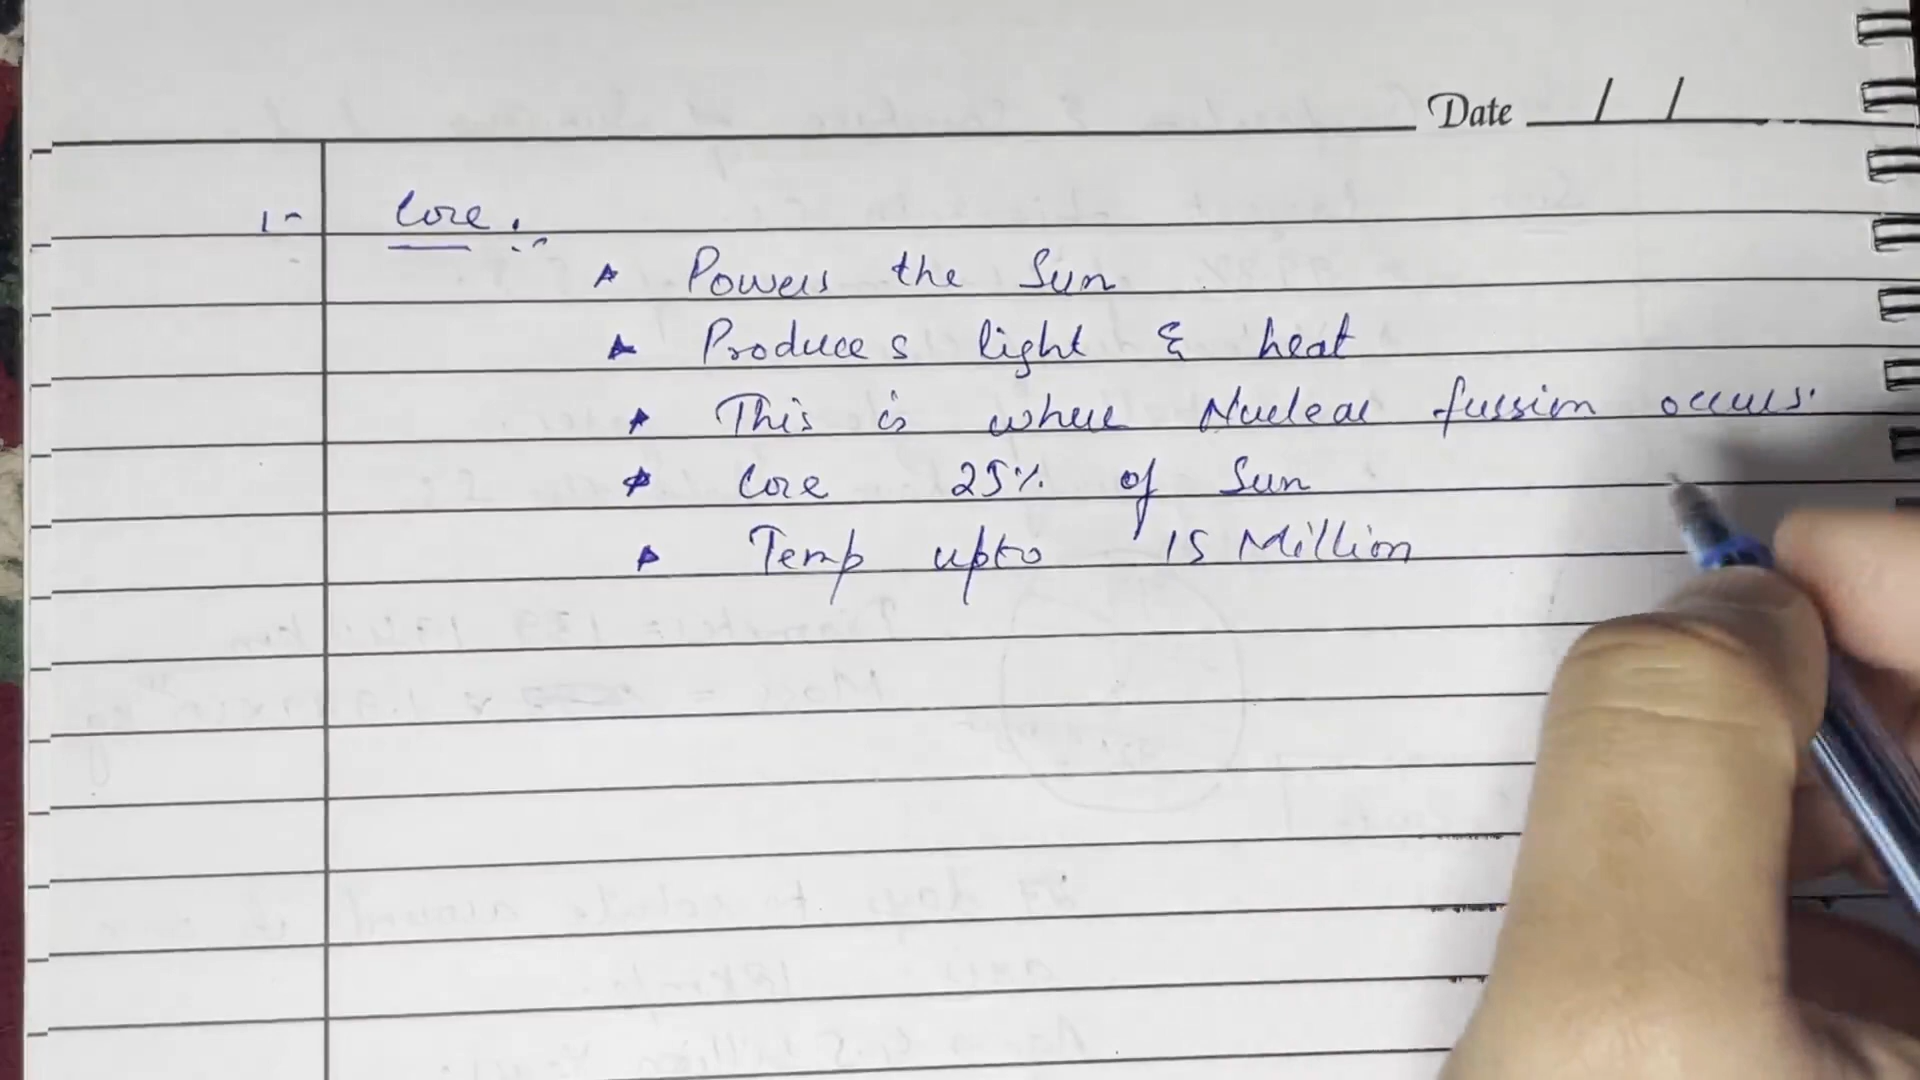 Date / /
1- Core :-
Powers the Sun
Produces light & heat
This is where Nuclear fussion occurs.
Core 25% of Sun
Temp upto 15 Million